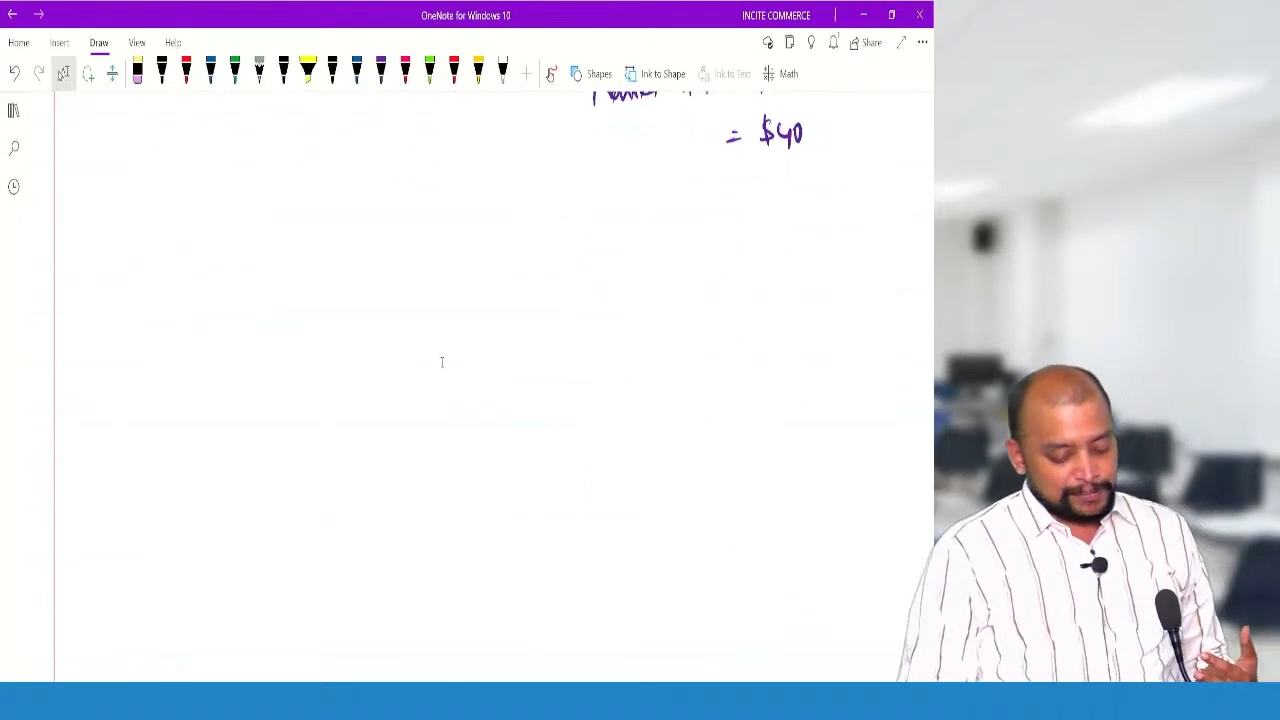 OneNote for Windows 10
INCITE COMMERCE
Home Insert Draw View Help
Share
Shapes Ink to Shape Ink to Text Math
= $40